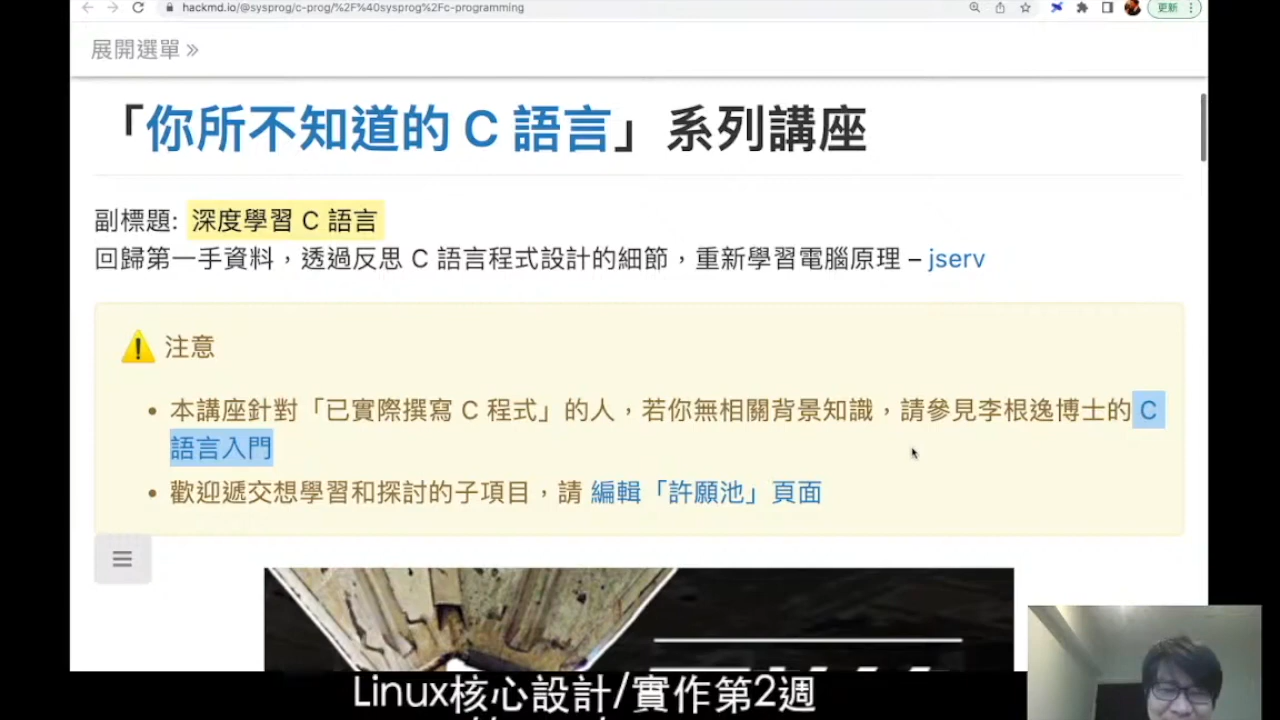 hackmd.io/@sysprog/c-prog/%2F%40sysprog%2Fc-programming
更新
展開選單 »
「你所不知道的 C 語言」系列講座
副標題: 深度學習 C 語言
回歸第一手資料，透過反思 C 語言程式設計的細節，重新學習電腦原理 – jserv
⚠️ 注意
• 本講座針對「已實際撰寫 C 程式」的人，若你無相關背景知識，請參見李根逸博士的 C
語言入門
• 歡迎遞交想學習和探討的子項目，請 編輯「許願池」頁面
Linux核心設計/實作第2週